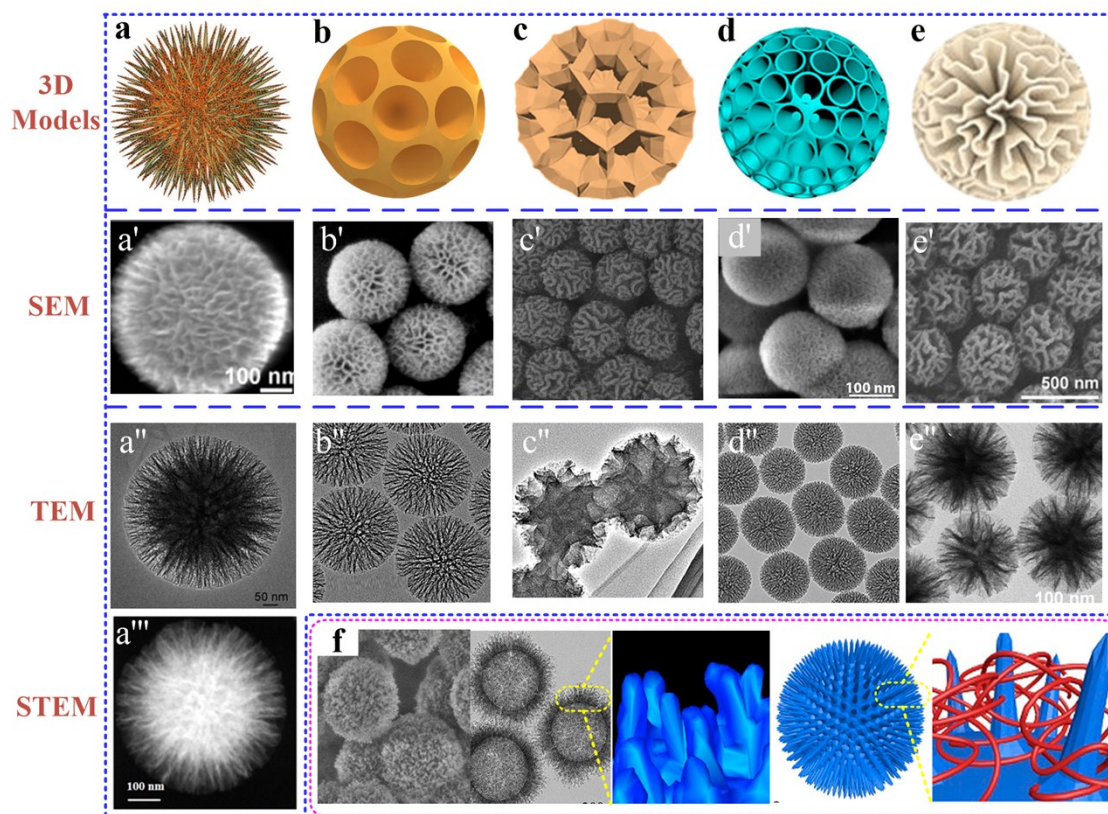 3D
Models
a b c d e
SEM
a' b' c' d' e'
100 nm
100 nm
500 nm
TEM
a" b" c" d" e"
50 nm
100 nm
STEM
a'''
100 nm
f